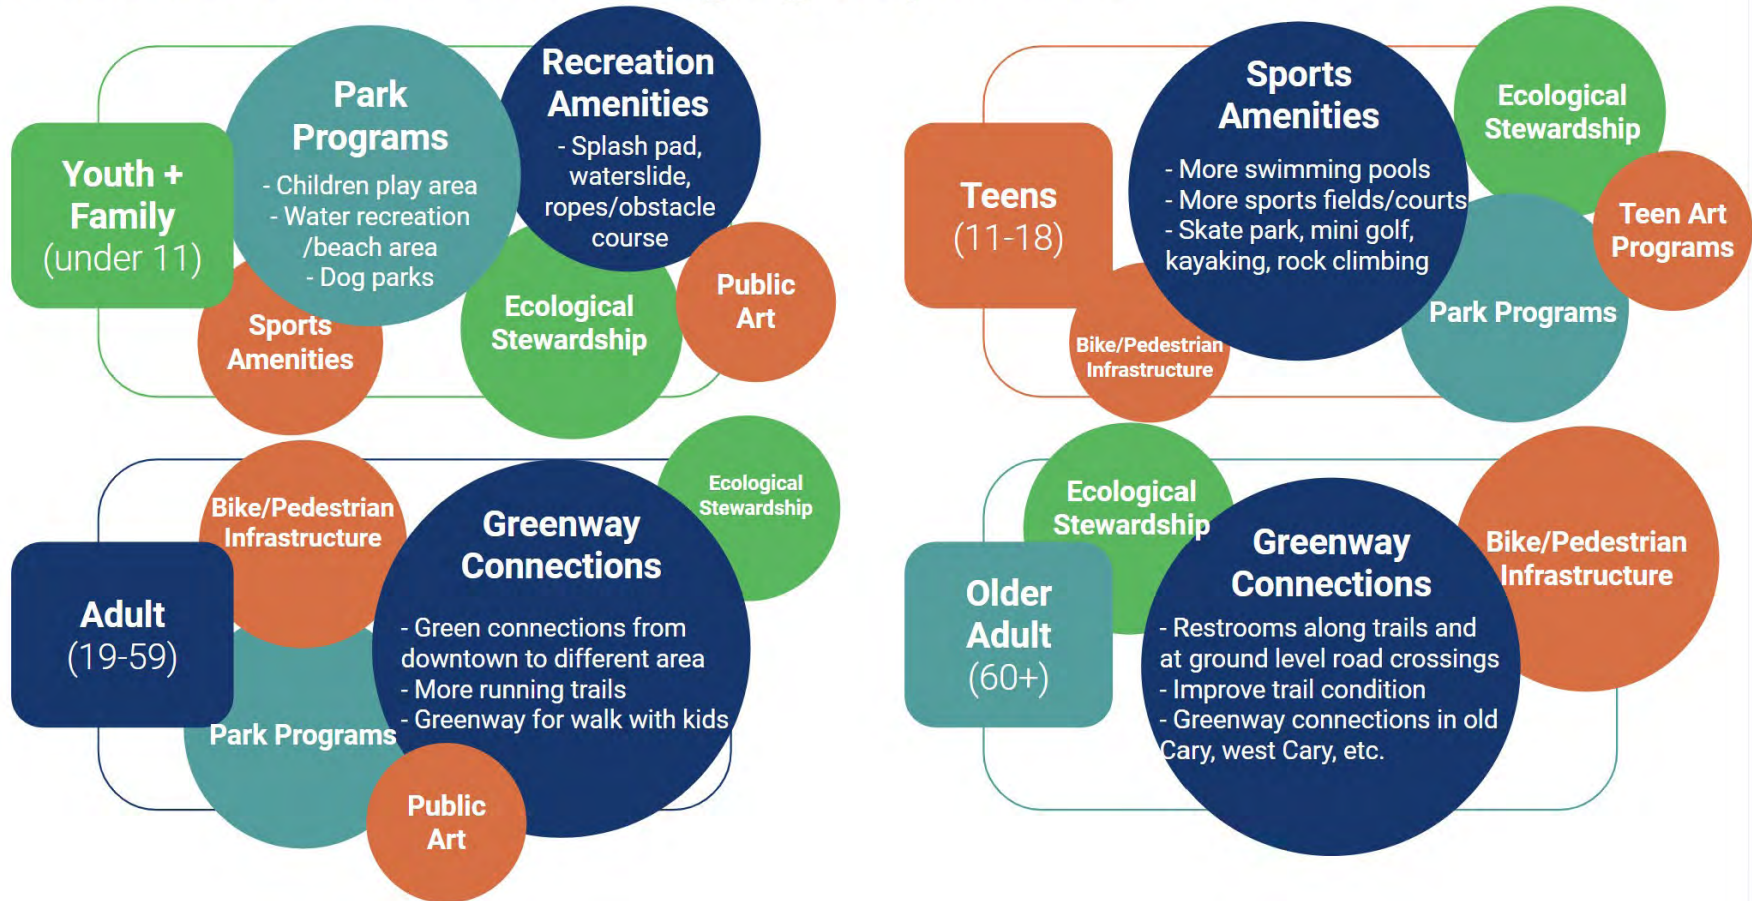 Youth +
Family
(under 11)
Park
Programs
- Children play area
- Water recreation
/beach area
- Dog parks
Recreation
Amenities
- Splash pad,
waterslide,
ropes/obstacle
course
Sports
Amenities
Ecological
Stewardship
Public
Art
Teens
(11-18)
Sports
Amenities
- More swimming pools
- More sports fields/courts
- Skate park, mini golf,
kayaking, rock climbing
Ecological
Stewardship
Teen Art
Programs
Park Programs
Bike/Pedestrian
Infrastructure
Adult
(19-59)
Bike/Pedestrian
Infrastructure
Greenway
Connections
- Green connections from
downtown to different area
- More running trails
- Greenway for walk with kids
Ecological
Stewardship
Park Programs
Public
Art
Older
Adult
(60+)
Ecological
Stewardship
Greenway
Connections
- Restrooms along trails and
at ground level road crossings
- Improve trail condition
- Greenway connections in old
Cary, west Cary, etc.
Bike/Pedestrian
Infrastructure